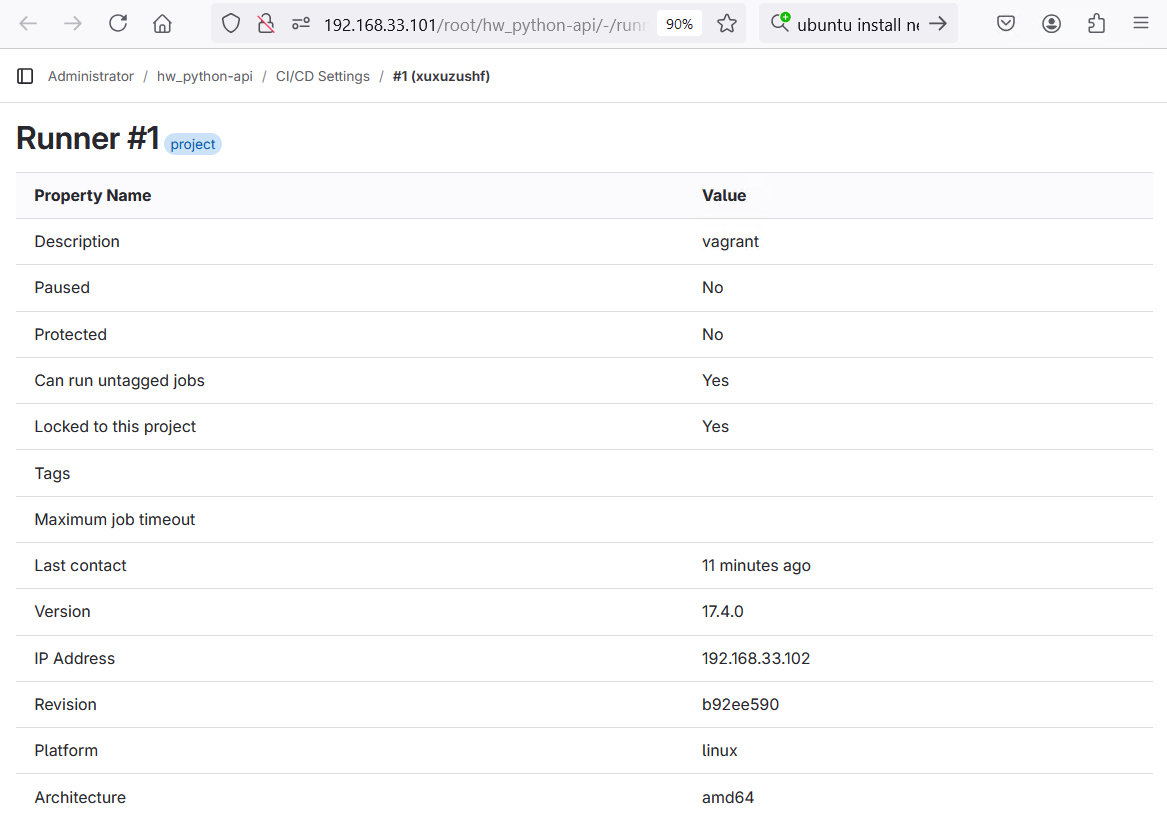 192.168.33.101/root/hw_python-api/-/runn 90% ubuntu install ne
Administrator / hw_python-api / CI/CD Settings / #1 (xuxuzushf)
Runner #1 project
Property Name Value
Description vagrant
Paused No
Protected No
Can run untagged jobs Yes
Locked to this project Yes
Tags
Maximum job timeout
Last contact 11 minutes ago
Version 17.4.0
IP Address 192.168.33.102
Revision b92ee590
Platform linux
Architecture amd64